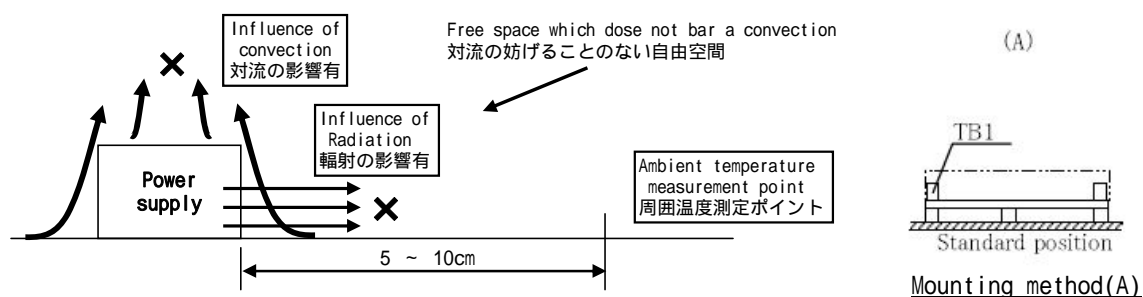 Influence of
convection
対流の影響有
Free space which dose not bar a convection
対流の妨げることのない自由空間
(A)
Influence of
Radiation
輻射の影響有
TB1
Power
supply
Ambient temperature
measurement point
周囲温度測定ポイント
Standard position
5 ~ 10cm
Mounting method(A)